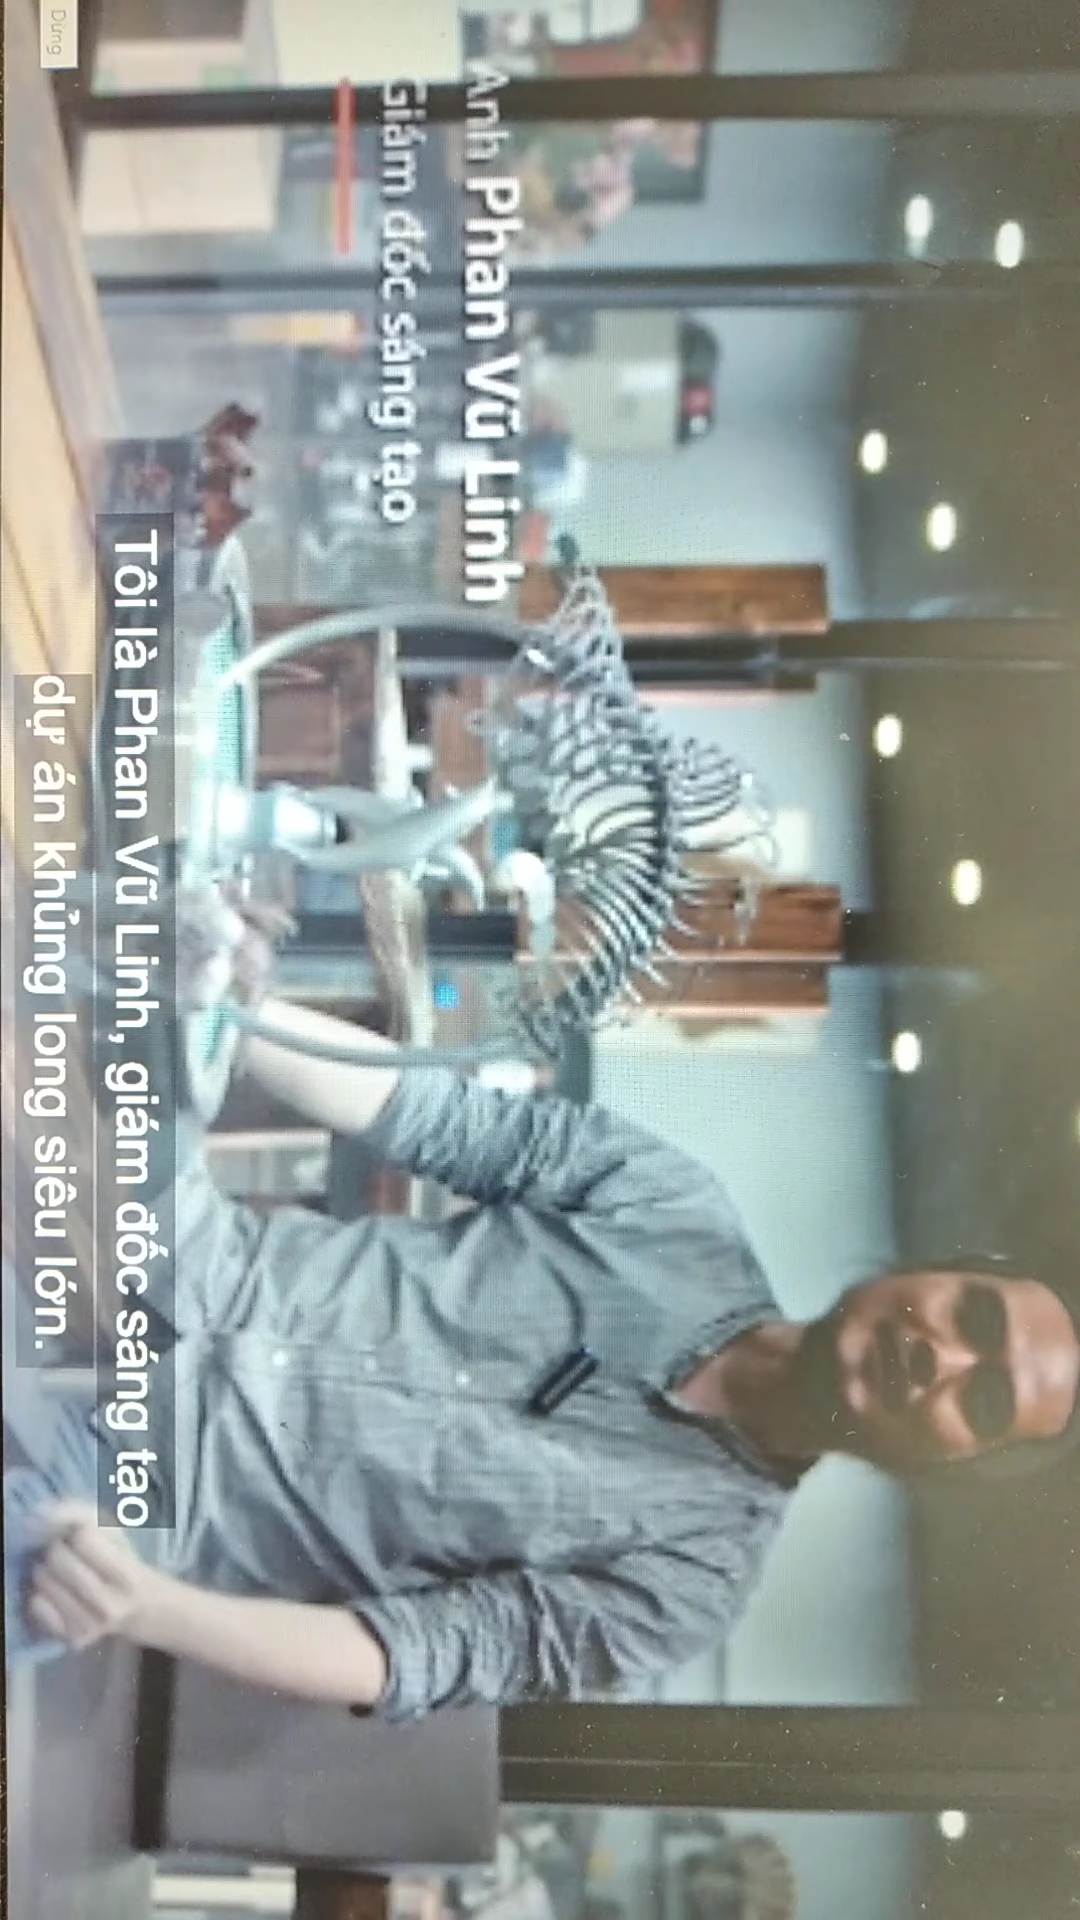 Anh Phan Vũ Linh
Giám đốc sáng tạo
Tôi là Phan Vũ Linh, giám đốc sáng tạo
dự án khủng long siêu lớn.
Dừng